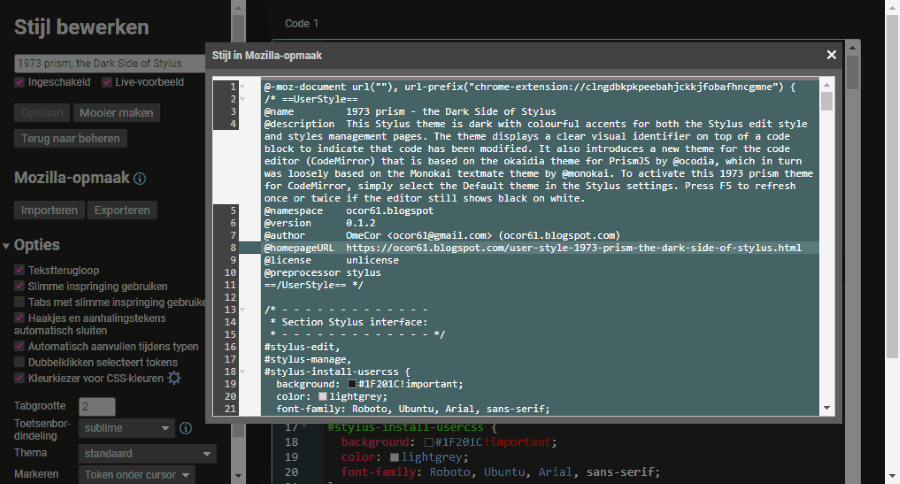 Stijl bewerken
1973 prism, the Dark Side of Stylus
Ingeschakeld Live-voorbeeld
Opslaan Mooier maken
Terug naar beheren
Mozilla-opmaak
Importeren Exporteren
Opties
Tekstterugloop
Slimme inspringing gebruiken
Tabs met slimme inspringing gebruiken
Haakjes en aanhalingstekens
automatisch sluiten
Automatisch aanvullen tijdens typen
Dubbelklikken selecteert tokens
Kleurkiezer voor CSS-kleuren
Tabgrootte 2
Toetsenbor-
dindeling sublime
Thema standaard
Markeren Token onder cursor
Code 1
Stijl in Mozilla-opmaak
1 @-moz-document url(""), url-prefix("chrome-extension://clngdbkpkpeebahjckkjfobafhncgmne") {
2 /* ==UserStyle==
3 @name 1973 prism - the Dark Side of Stylus
4 @description This Stylus theme is dark with colourful accents for both the Stylus edit style
and styles management pages. The theme displays a clear visual identifier on top of a code
block to indicate that code has been modified. It also introduces a new theme for the code
editor (CodeMirror) that is based on the okaidia theme for PrismJS by @ocodia, which in turn
was loosely based on the Monokai textmate theme by @monokai. To activate this 1973 prism theme
for CodeMirror, simply select the Default theme in the Stylus settings. Press F5 to refresh
once or twice if the editor still shows black on white.
5 @namespace ocor61.blogspot
6 @version 0.1.2
7 @author OmeCor <ocor61@gmail.com> (ocor61.blogspot.com)
8 @homepageURL https://ocor61.blogspot.com/user-style-1973-prism-the-dark-side-of-stylus.html
9 @license unlicense
10 @preprocessor stylus
11 ==/UserStyle== */
12
13 /* - - - - - - - - - - - - -
14 * Section Stylus interface:
15 * - - - - - - - - - - - - - */
16 #stylus-edit,
17 #stylus-manage,
18 #stylus-install-usercss {
19 background: #1F201C!important;
20 color: lightgrey;
21 font-family: Roboto, Ubuntu, Arial, sans-serif;
17 #stylus-install-usercss {
18 background: #1F201C!important;
19 color: lightgrey;
20 font-family: Roboto, Ubuntu, Arial, sans-serif;